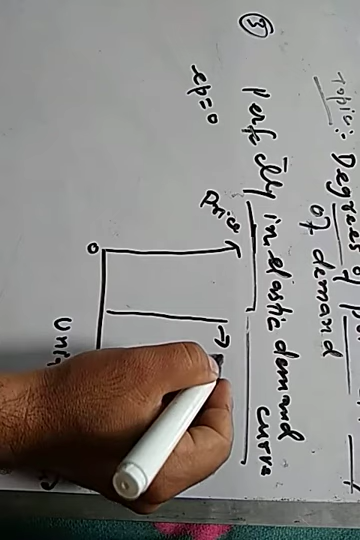 Topic:- Degrees of
of demand
③ Perfectly inelastic demand
curve
ep=0
Price
O